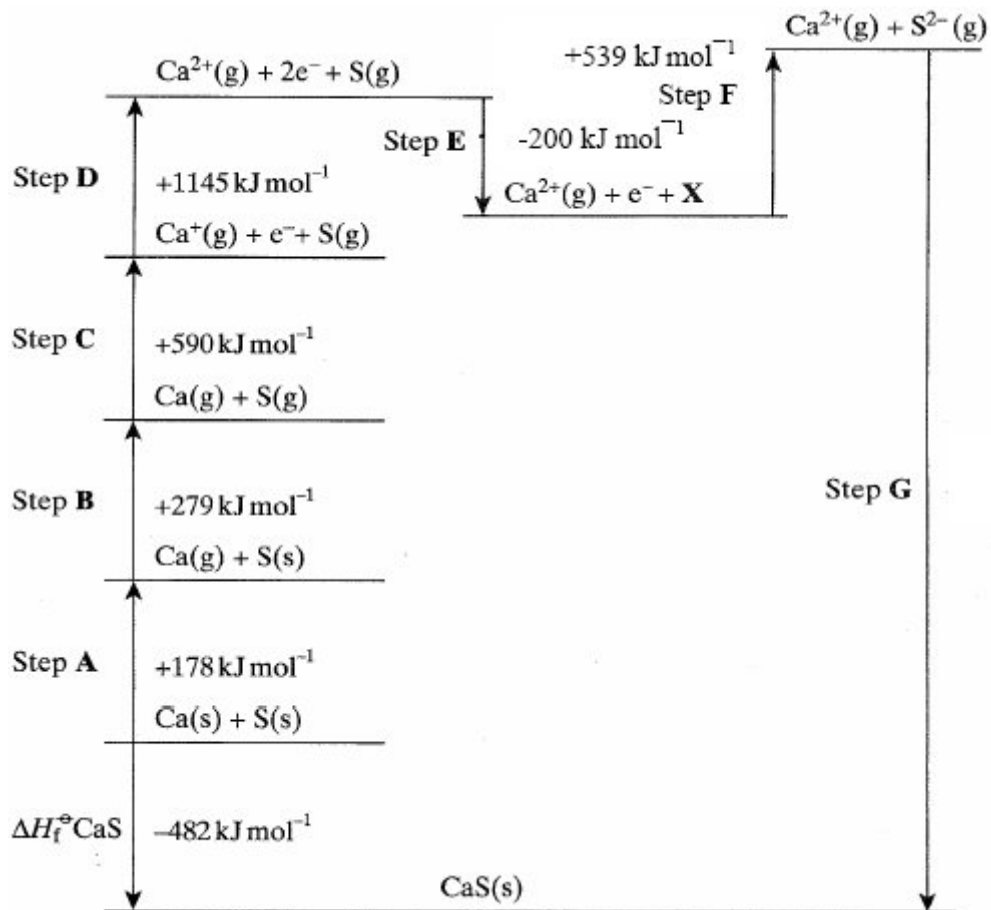 Ca²⁺(g) + S²⁻(g)
+539 kJ mol⁻¹
Ca²⁺(g) + 2e⁻ + S(g)
Step F
Step E
-200 kJ mol⁻¹
Step D
+1145 kJ mol⁻¹
Ca²⁺(g) + e⁻ + X
Ca⁺(g) + e⁻ + S(g)
Step C
+590 kJ mol⁻¹
Ca(g) + S(g)
Step B
+279 kJ mol⁻¹
Step G
Ca(g) + S(s)
Step A
+178 kJ mol⁻¹
Ca(s) + S(s)
ΔHf⦵CaS
–482 kJ mol⁻¹
CaS(s)